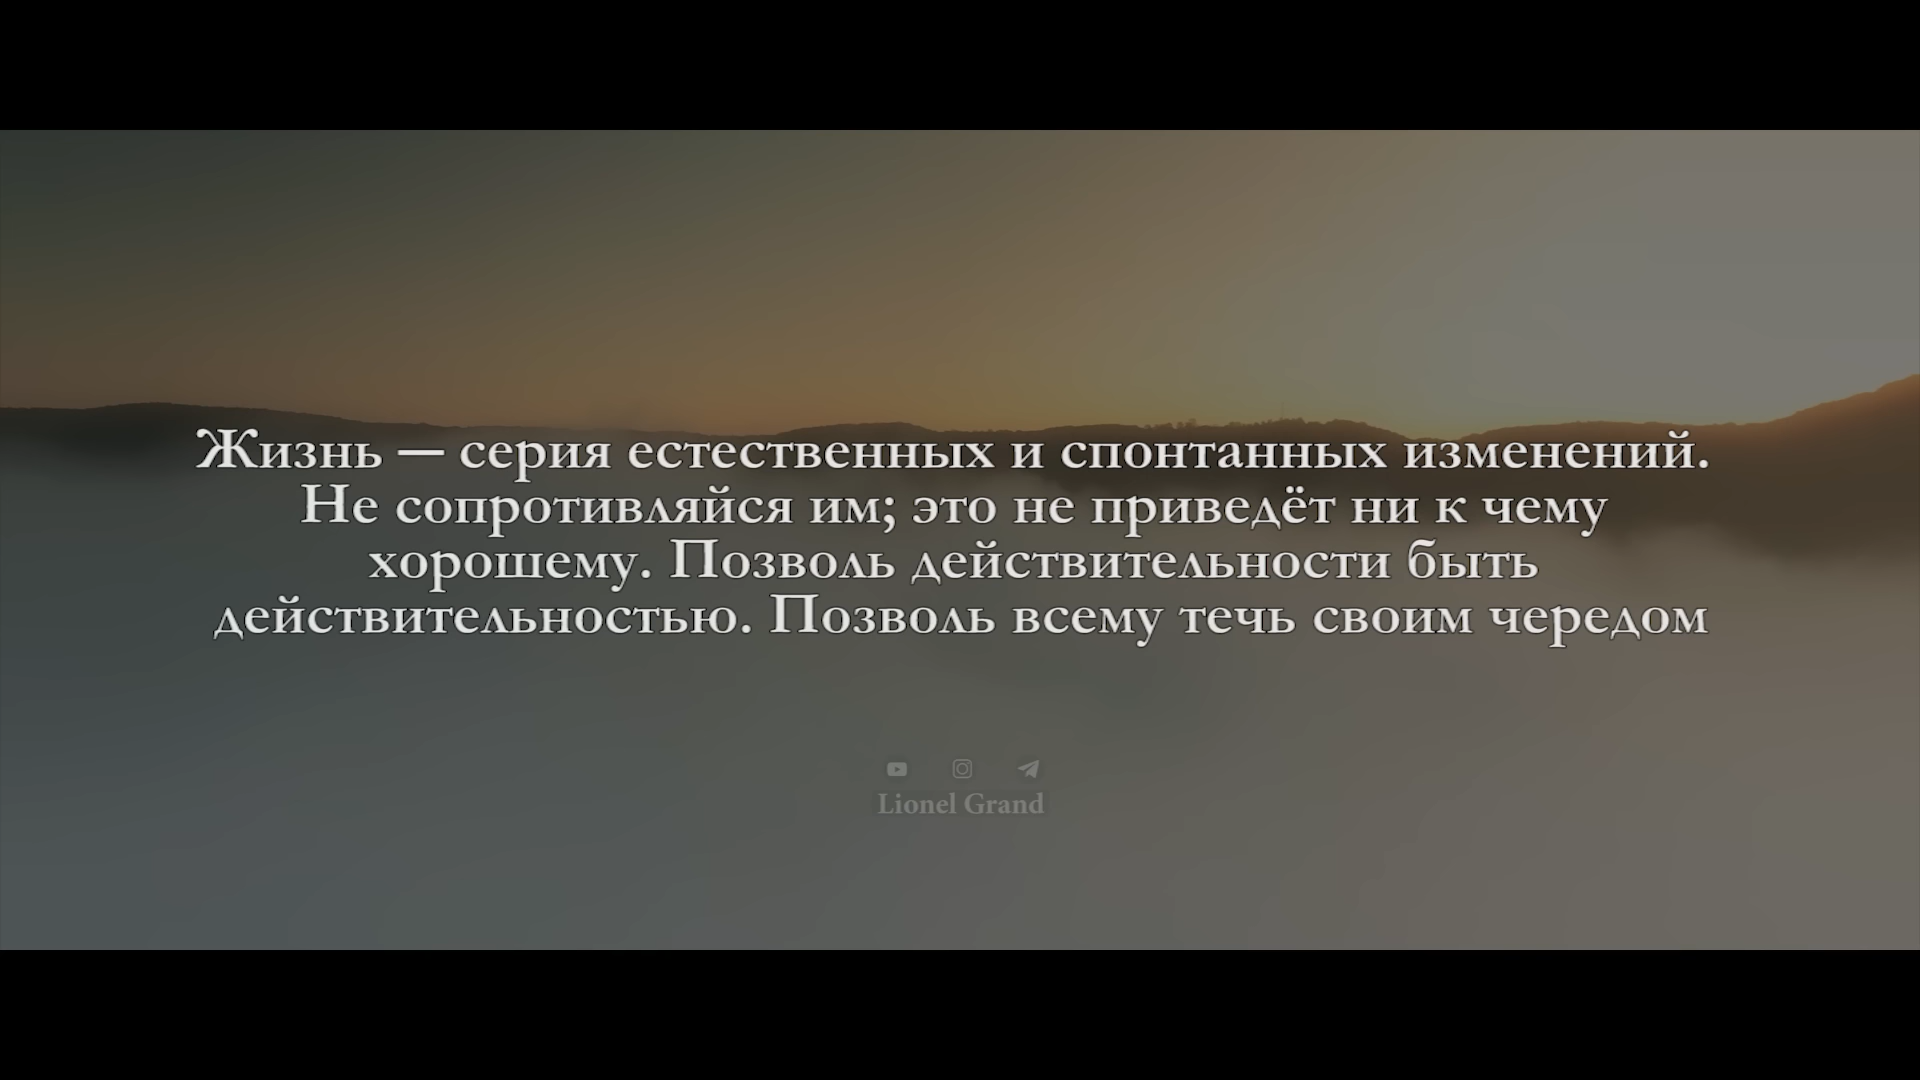 Жизнь — серия естественных и спонтанных изменений.
Не сопротивляйся им; это не приведёт ни к чему
хорошему. Позволь действительности быть
действительностью. Позволь всему течь своим чередом
Lionel Grand